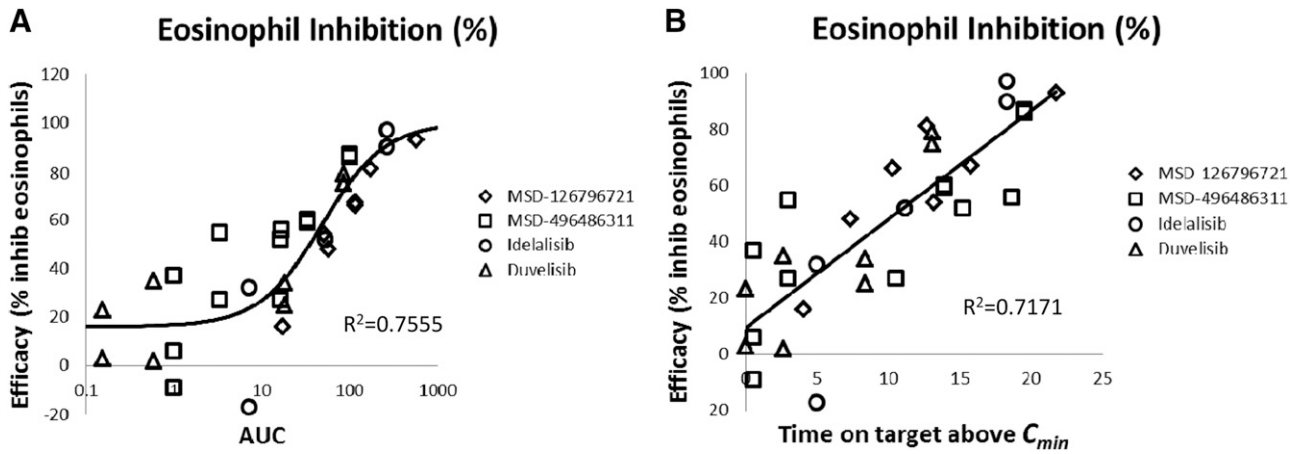 A
Eosinophil Inhibition (%)
Efficacy (% inhib eosinophils)
120
100
80
60
40
20
0
-20
0.1
1
10
100
1000
AUC
R²=0.7555
MSD-126796721
MSD-496486311
Idelalisib
Duvelisib
B
Eosinophil Inhibition (%)
Efficacy (% inhib eosinophils)
100
80
60
40
20
0
20
0
5
10
15
20
25
Time on target above Cmin
R²=0.7171
MSD 126796721
MSD-496486311
Idelalisib
Duvelisib